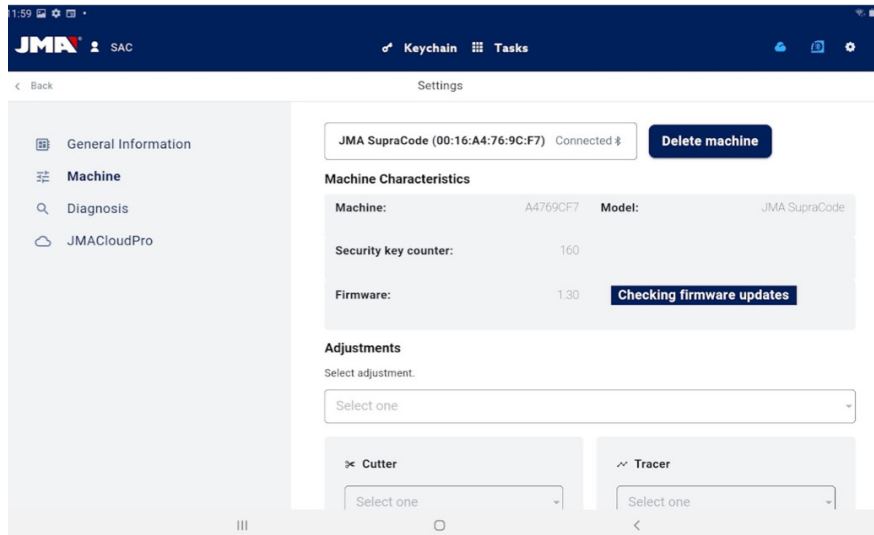 11:59
JMA SAC Keychain Tasks
Back Settings
General Information
Machine
Diagnosis
JMACloudPro
JMA SupraCode (00:16:A4:76:9C:F7) Connected Delete machine
Machine Characteristics
Machine: A4769CF7 Model: JMA SupraCode
Security key counter: 160
Firmware: 1.30 Checking firmware updates
Adjustments
Select adjustment.
Select one
Cutter Tracer
Select one Select one